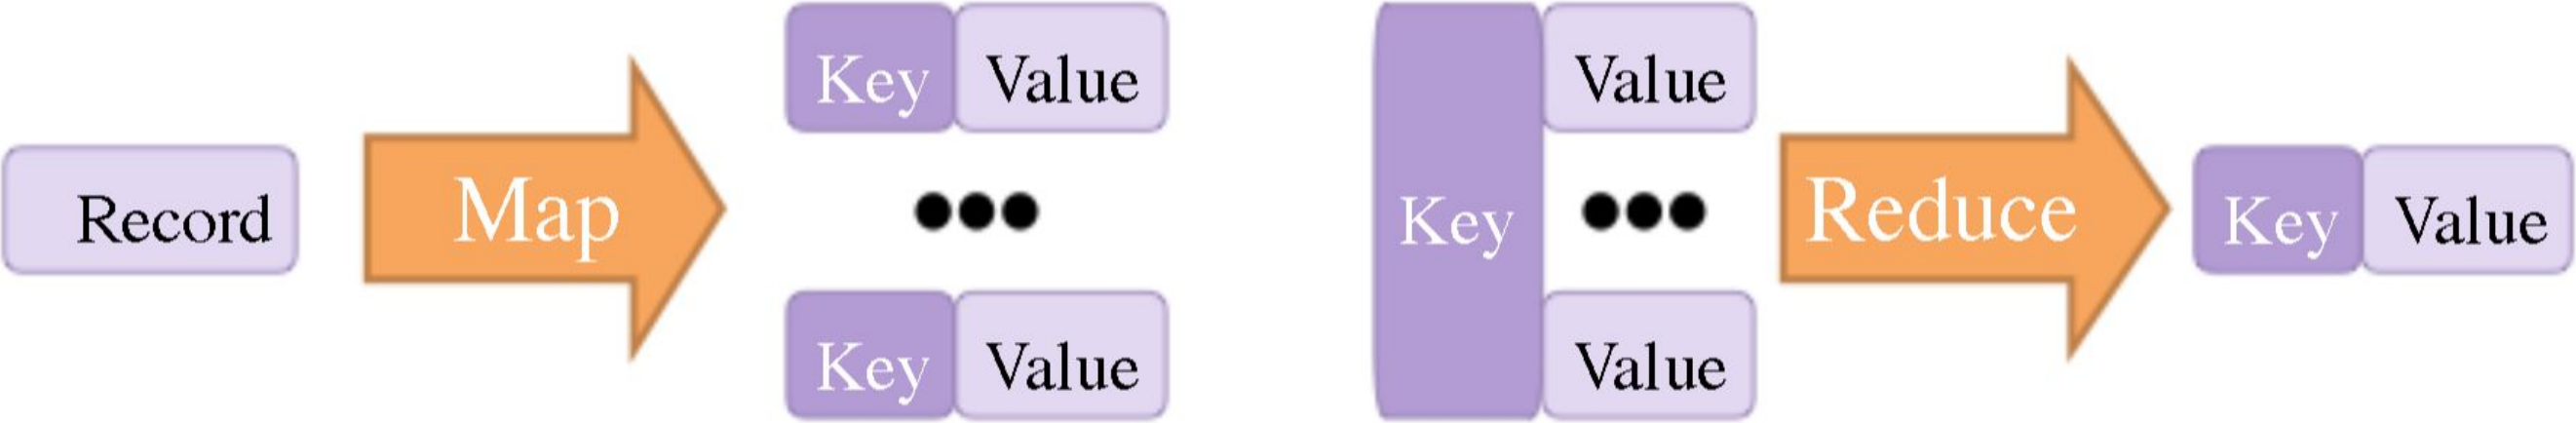 Record
Map
Key Value
Key Value
Key
Value
Value
Reduce
Key Value